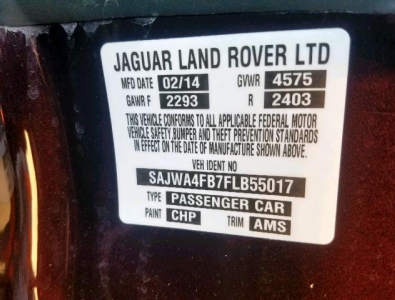 JAGUAR LAND ROVER LTD
MFD DATE 02/14 GVWR 4575
GAWR F 2293 R 2403
THIS VEHICLE CONFORMS TO ALL APPLICABLE FEDERAL MOTOR
VEHICLE SAFETY,BUMPER AND THEFT PREVENTION STANDARDS
IN EFFECT ON THE DATE OF MANUFACTURE SHOWN ABOVE.
VEH IDENT NO
SAJWA4FB7FLB55017
TYPE PASSENGER CAR
PAINT CHP TRIM AMS